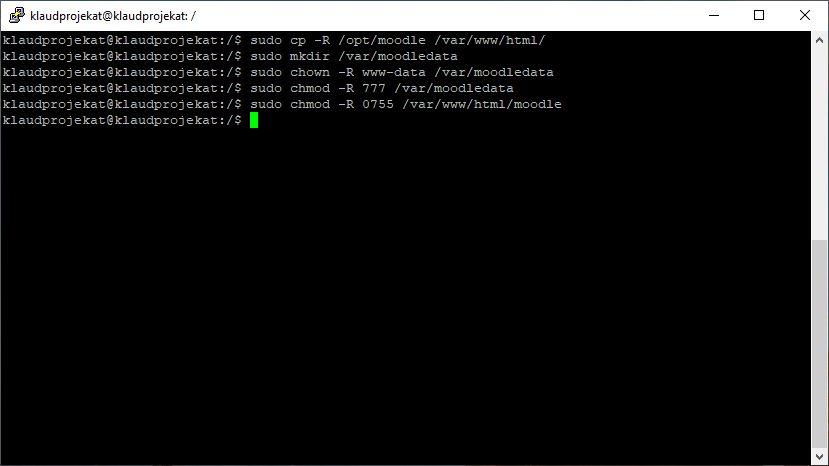 klaudprojekat@klaudprojekat: /
klaudprojekat@klaudprojekat:/$ sudo cp -R /opt/moodle /var/www/html/
klaudprojekat@klaudprojekat:/$ sudo mkdir /var/moodledata
klaudprojekat@klaudprojekat:/$ sudo chown -R www-data /var/moodledata
klaudprojekat@klaudprojekat:/$ sudo chmod -R 777 /var/moodledata
klaudprojekat@klaudprojekat:/$ sudo chmod -R 0755 /var/www/html/moodle
klaudprojekat@klaudprojekat:/$